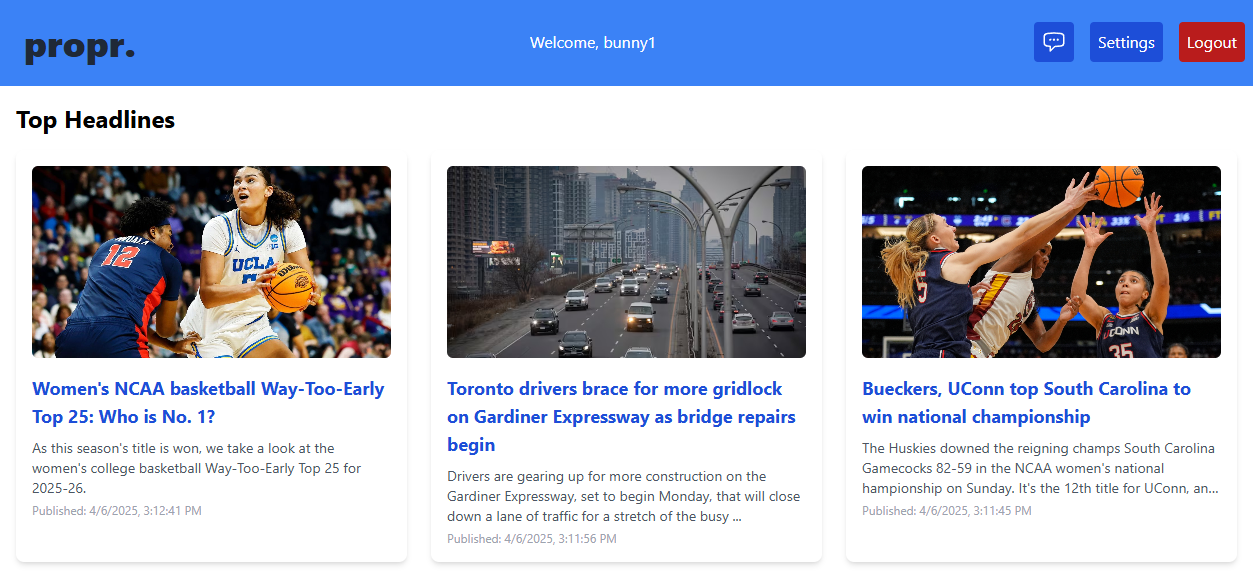 propr.
Welcome, bunny1
Settings
Logout
Top Headlines
12
UCLA
Wilson
5
UCONN
35
33%
Women's NCAA basketball Way-Too-Early
Top 25: Who is No. 1?
As this season's title is won, we take a look at the
women's college basketball Way-Too-Early Top 25 for
2025-26.
Published: 4/6/2025, 3:12:41 PM
Toronto drivers brace for more gridlock
on Gardiner Expressway as bridge repairs
begin
Drivers are gearing up for more construction on the
Gardiner Expressway, set to begin Monday, that will close
down a lane of traffic for a stretch of the busy ...
Published: 4/6/2025, 3:11:56 PM
Bueckers, UConn top South Carolina to
win national championship
The Huskies downed the reigning champs South Carolina
Gamecocks 82-59 in the NCAA women's national
hampionship on Sunday. It's the 12th title for UConn, an...
Published: 4/6/2025, 3:11:45 PM